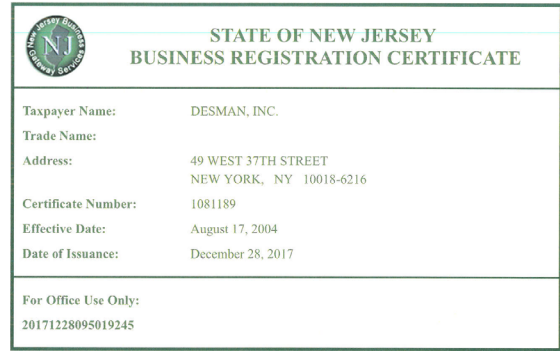 New Jersey Business
NJ
Gateway Services
STATE OF NEW JERSEY
BUSINESS REGISTRATION CERTIFICATE
Taxpayer Name: DESMAN, INC.
Trade Name:
Address: 49 WEST 37TH STREET
NEW YORK, NY 10018-6216
Certificate Number: 1081189
Effective Date: August 17, 2004
Date of Issuance: December 28, 2017
For Office Use Only:
20171228095019245